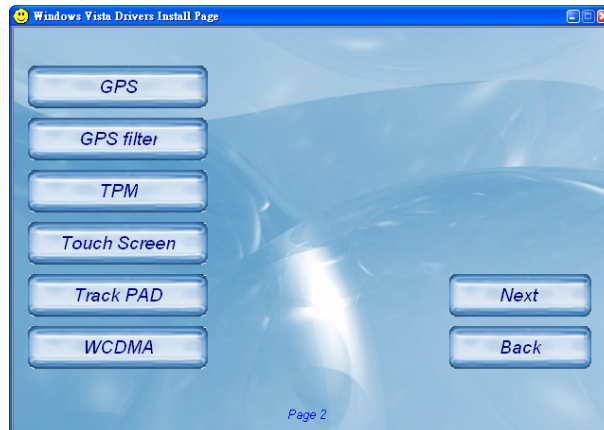 Windows Vista Drivers Install Page
GPS
GPS filter
TPM
Touch Screen
Track PAD
WCDMA
Next
Back
Page 2